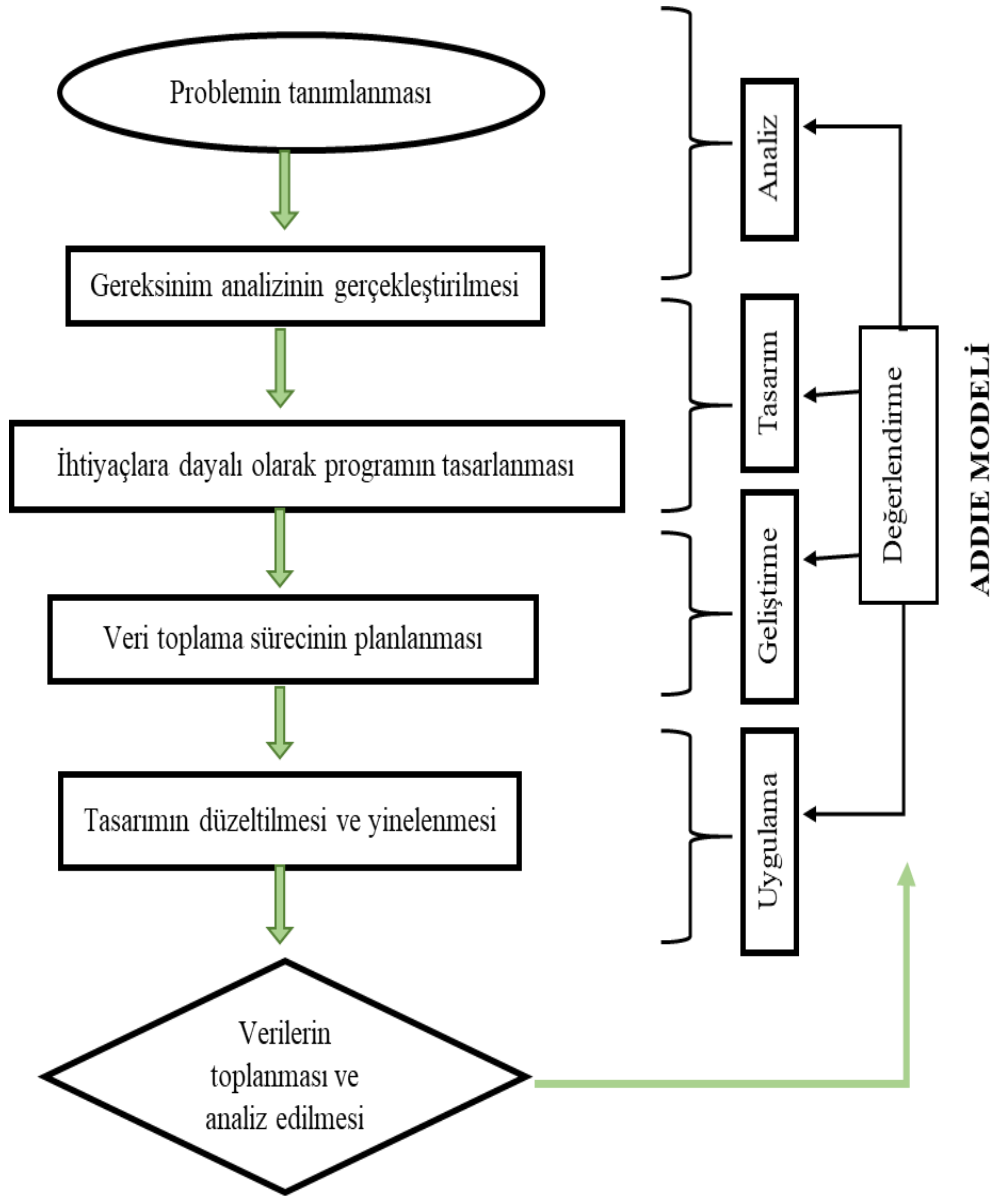 Problemin tanımlanması
Gereksinim analizinin gerçekleştirilmesi
İhtiyaçlara dayalı olarak programın tasarlanması
Veri toplama sürecinin planlanması
Tasarımın düzeltilmesi ve yinelenmesi
Verilerin
toplanması ve
analiz edilmesi
Analiz
Tasarım
Geliştirme
Uygulama
Değerlendirme
ADDIE MODELİ